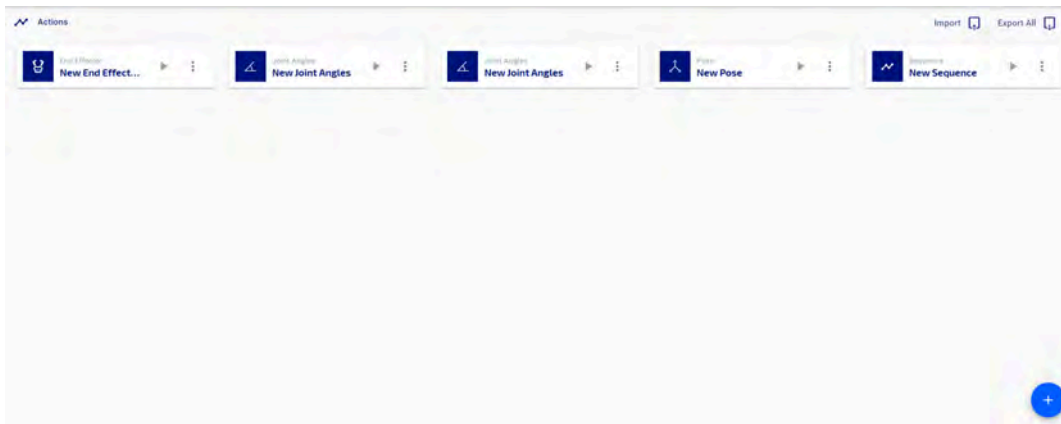 Actions
Import
Export All
End Effector
New End Effect...
Joint Angles
New Joint Angles
Joint Angles
New Joint Angles
Pose
New Pose
Sequence
New Sequence